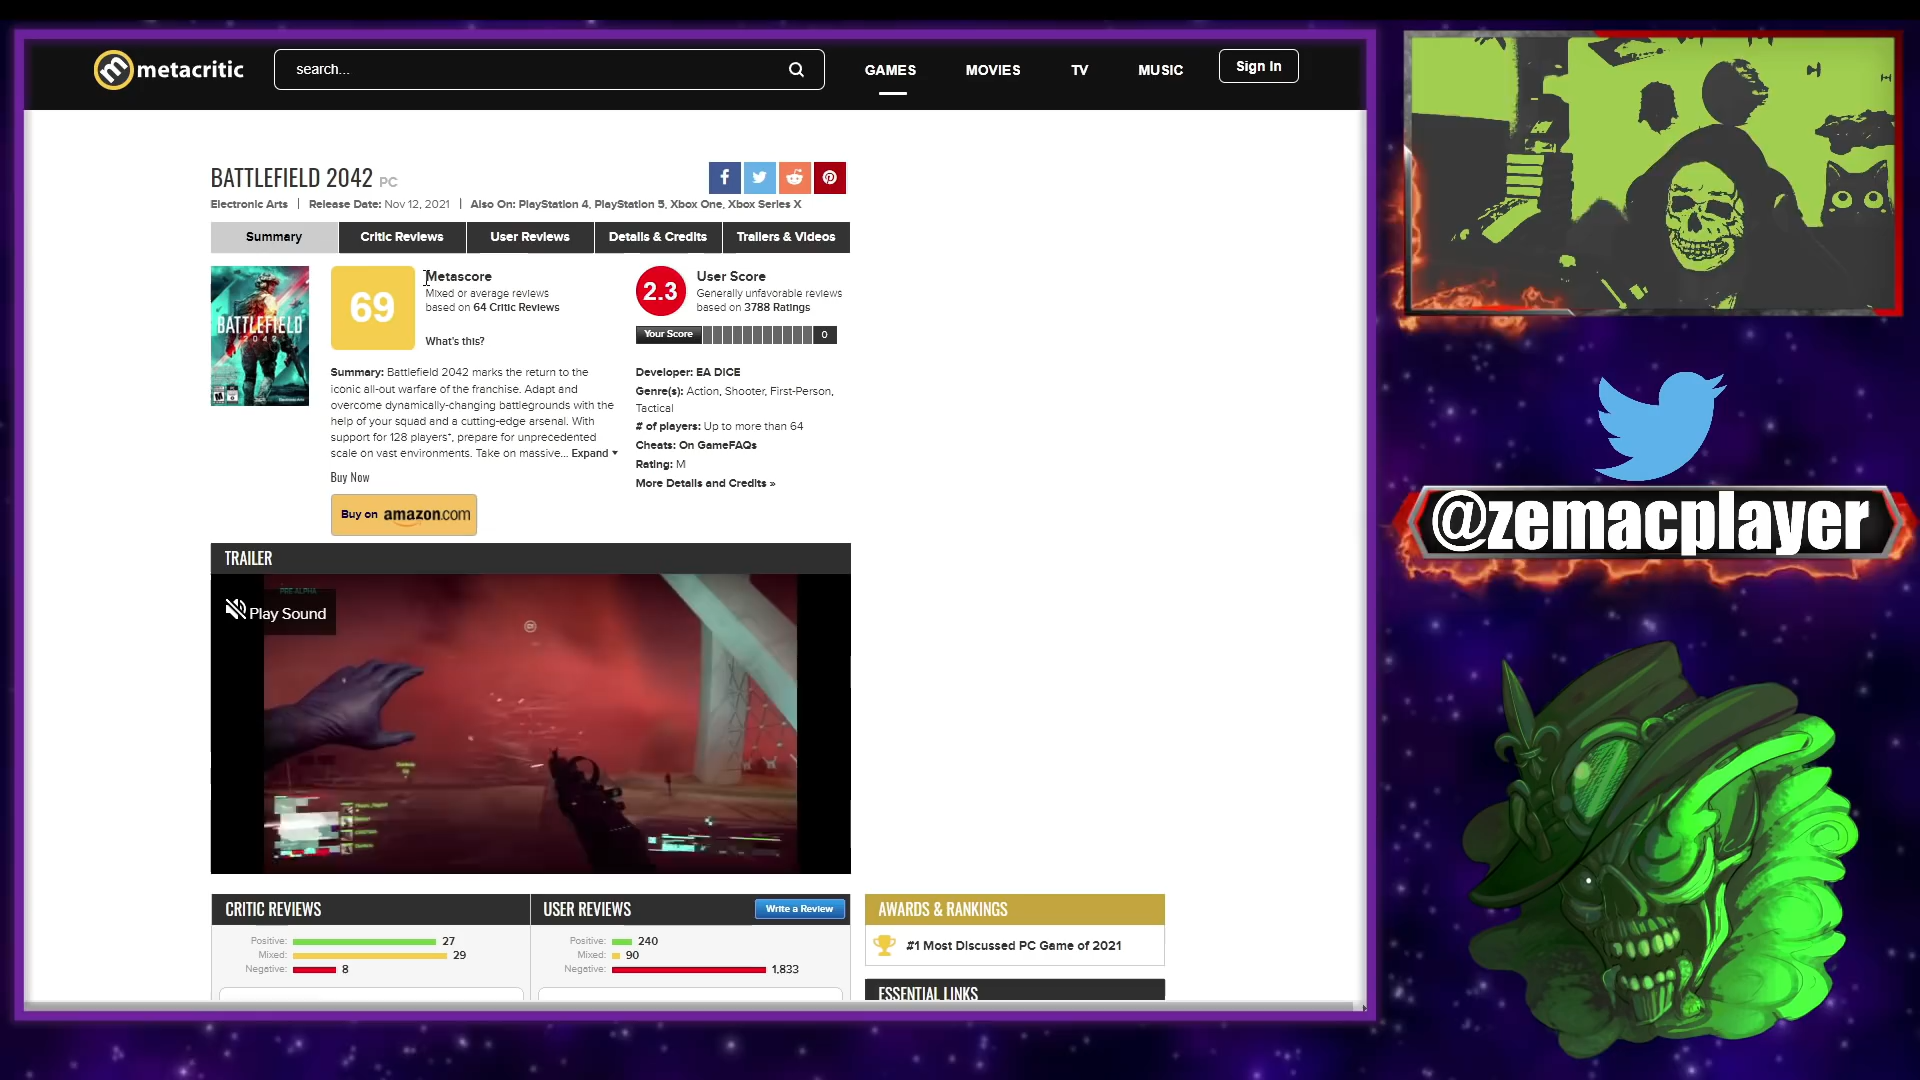 metacritic
search...
GAMES
MOVIES
TV
MUSIC
Sign In
BATTLEFIELD 2042 PC
Electronic Arts | Release Date: Nov 12, 2021 | Also On: PlayStation 4, PlayStation 5, Xbox One, Xbox Series X
Summary
Critic Reviews
User Reviews
Details & Credits
Trailers & Videos
BATTLEFIELD
2042
69
Metascore
Mixed or average reviews
based on 64 Critic Reviews
What's this?
2.3
User Score
Generally unfavorable reviews
based on 3788 Ratings
Your Score
0
Summary: Battlefield 2042 marks the return to the
iconic all-out warfare of the franchise. Adapt and
overcome dynamically-changing battlegrounds with the
help of your squad and a cutting-edge arsenal. With
support for 128 players*, prepare for unprecedented
scale on vast environments. Take on massive... Expand
Buy Now
Buy on amazon.com
Developer: EA DICE
Genre(s): Action, Shooter, First-Person,
Tactical
# of players: Up to more than 64
Cheats: On GameFAQs
Rating: M
More Details and Credits »
TRAILER
PRE-ALPHA
Play Sound
CRITIC REVIEWS
Positive: 27
Mixed: 29
Negative: 8
USER REVIEWS
Write a Review
Positive: 240
Mixed: 90
Negative: 1,833
AWARDS & RANKINGS
#1 Most Discussed PC Game of 2021
ESSENTIAL LINKS
@zemacplayer